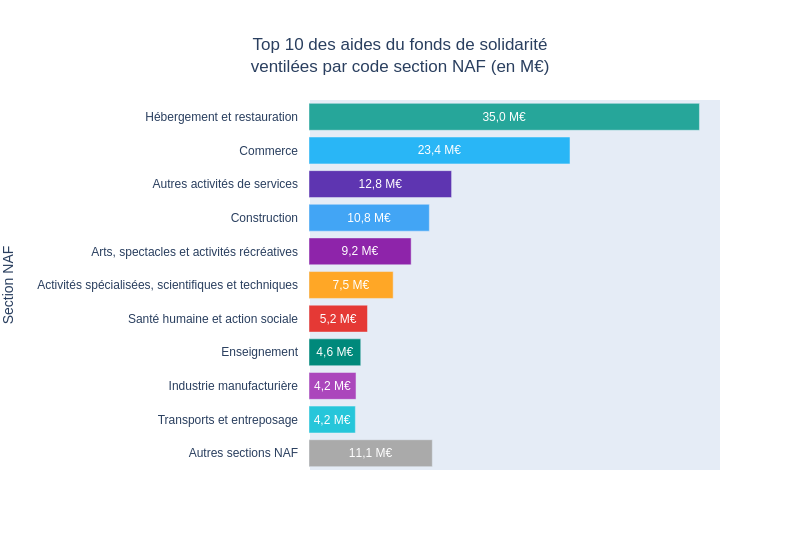 Top 10 des aides du fonds de solidarité
ventilées par code section NAF (en M€)
Section NAF
Hébergement et restauration 35,0 M€
Commerce 23,4 M€
Autres activités de services 12,8 M€
Construction 10,8 M€
Arts, spectacles et activités récréatives 9,2 M€
Activités spécialisées, scientifiques et techniques 7,5 M€
Santé humaine et action sociale 5,2 M€
Enseignement 4,6 M€
Industrie manufacturière 4,2 M€
Transports et entreposage 4,2 M€
Autres sections NAF 11,1 M€